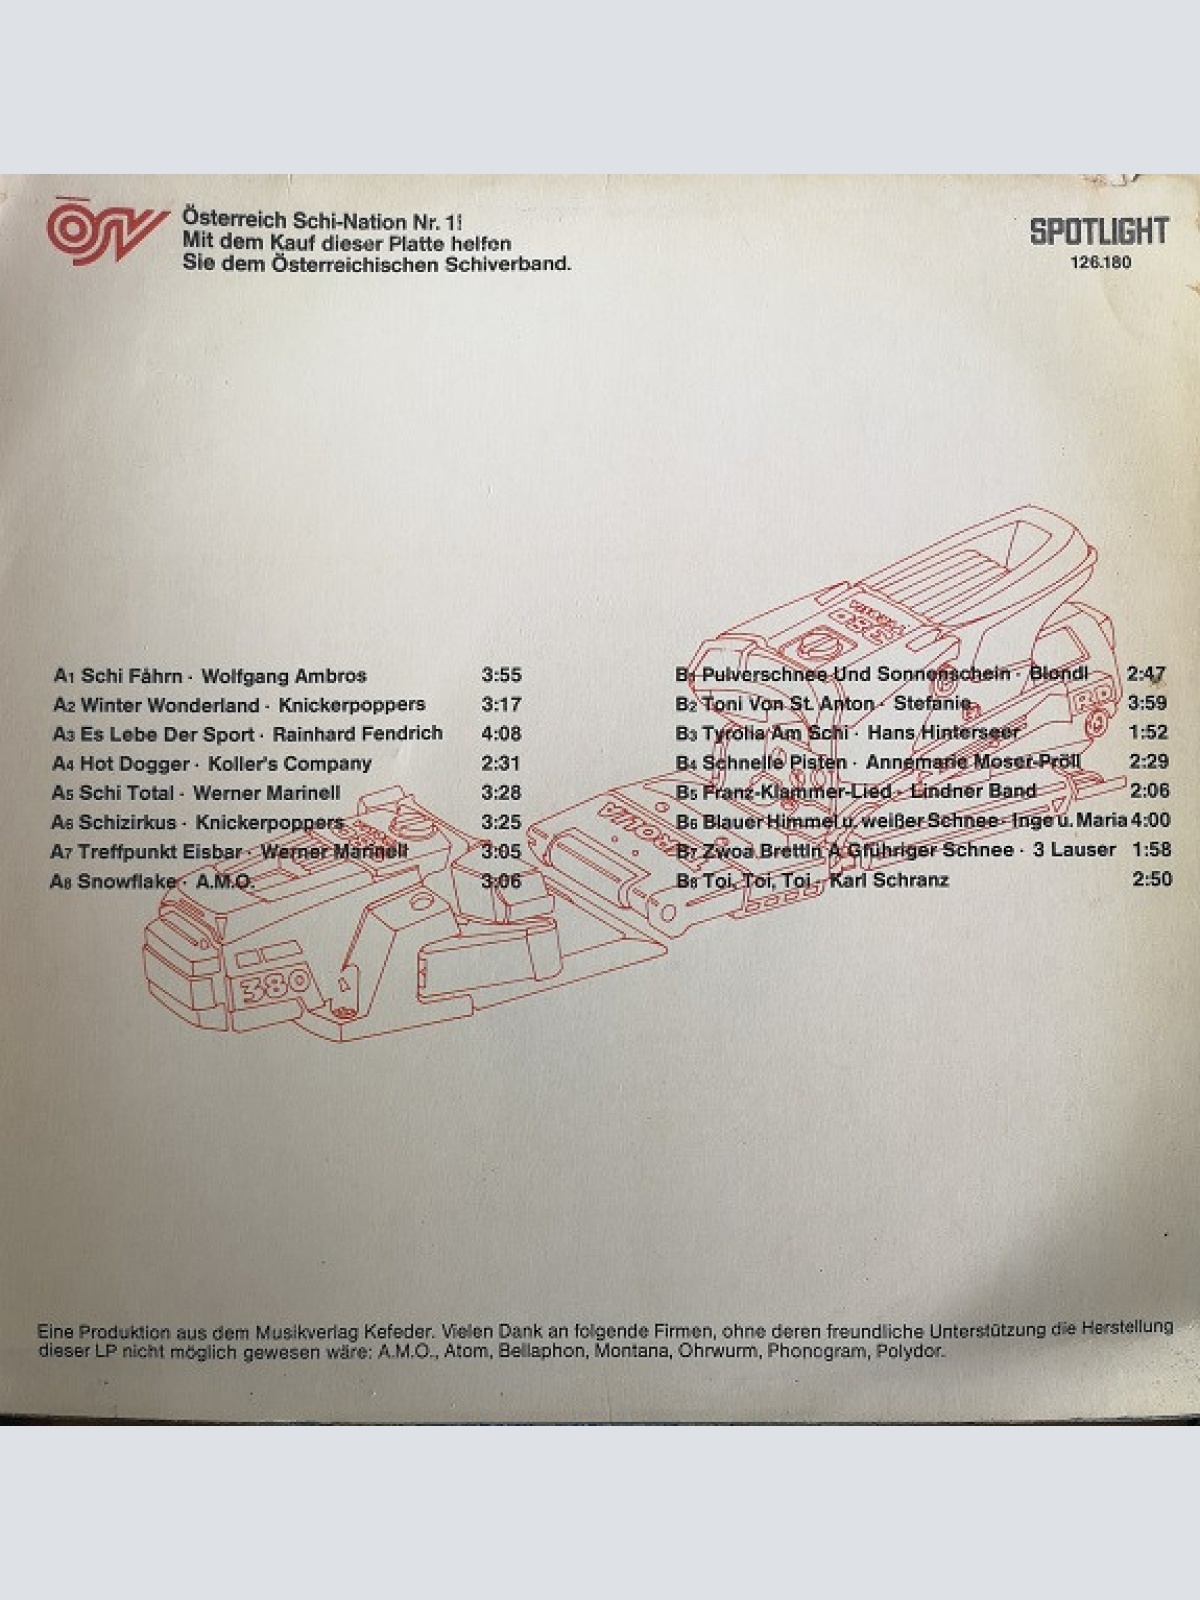 ÖSV
Österreich Schi-Nation Nr. 1!
Mit dem Kauf dieser Platte helfen
Sie dem Österreichischen Schiverband.
SPOTLIGHT
126.180
A1 Schi Fåhrn · Wolfgang Ambros 3:55
A2 Winter Wonderland · Knickerpoppers 3:17
A3 Es Lebe Der Sport · Rainhard Fendrich 4:08
A4 Hot Dogger · Koller's Company 2:31
A5 Schi Total · Werner Marinell 3:28
A6 Schizirkus · Knickerpoppers 3:25
A7 Treffpunkt Eisbar · Werner Marinell 3:05
A8 Snowflake · A.M.O. 3:06
B1 Pulverschnee Und Sonnenschein · Blondl 2:47
B2 Toni Von St. Anton · Stefanie 3:59
B3 Tyrolia Am Schi · Hans Hinterseer 1:52
B4 Schnelle Pisten · Annemarie Moser-Pröll 2:29
B5 Franz-Klammer-Lied · Lindner Band 2:06
B6 Blauer Himmel u. weißer Schnee · Inge u. Maria 4:00
B7 Zwoa Brettln A Gführiger Schnee · 3 Lauser 1:58
B8 Toi, Toi, Toi · Karl Schranz 2:50
380
TYROLIA
380
RD
Eine Produktion aus dem Musikverlag Kefeder. Vielen Dank an folgende Firmen, ohne deren freundliche Unterstützung die Herstellung
dieser LP nicht möglich gewesen wäre: A.M.O., Atom, Bellaphon, Montana, Ohrwurm, Phonogram, Polydor.